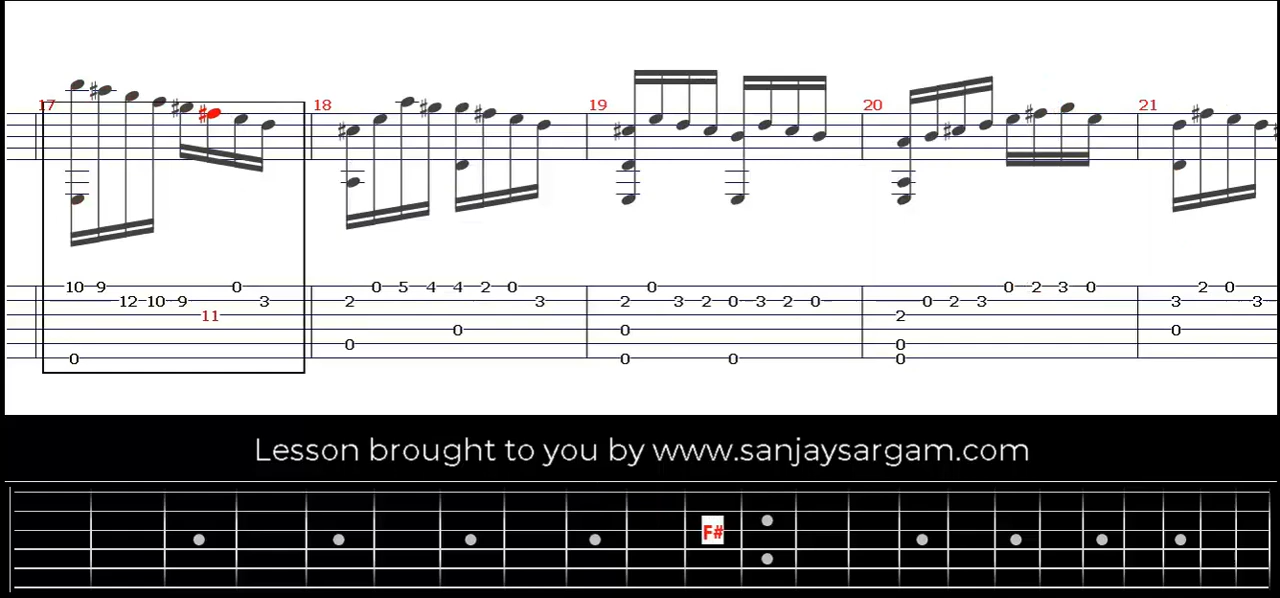 17 18 19 20 21
10 9 0 0 5 4 4 2 0 0 0 2 3 0 2 0
12 10 9 3 2 3 2 3 2 0 3 2 0 0 2 3 3 3
11 2
0 0 0
0 0
0 0 0 0
Lesson brought to you by www.sanjaysargam.com
F#